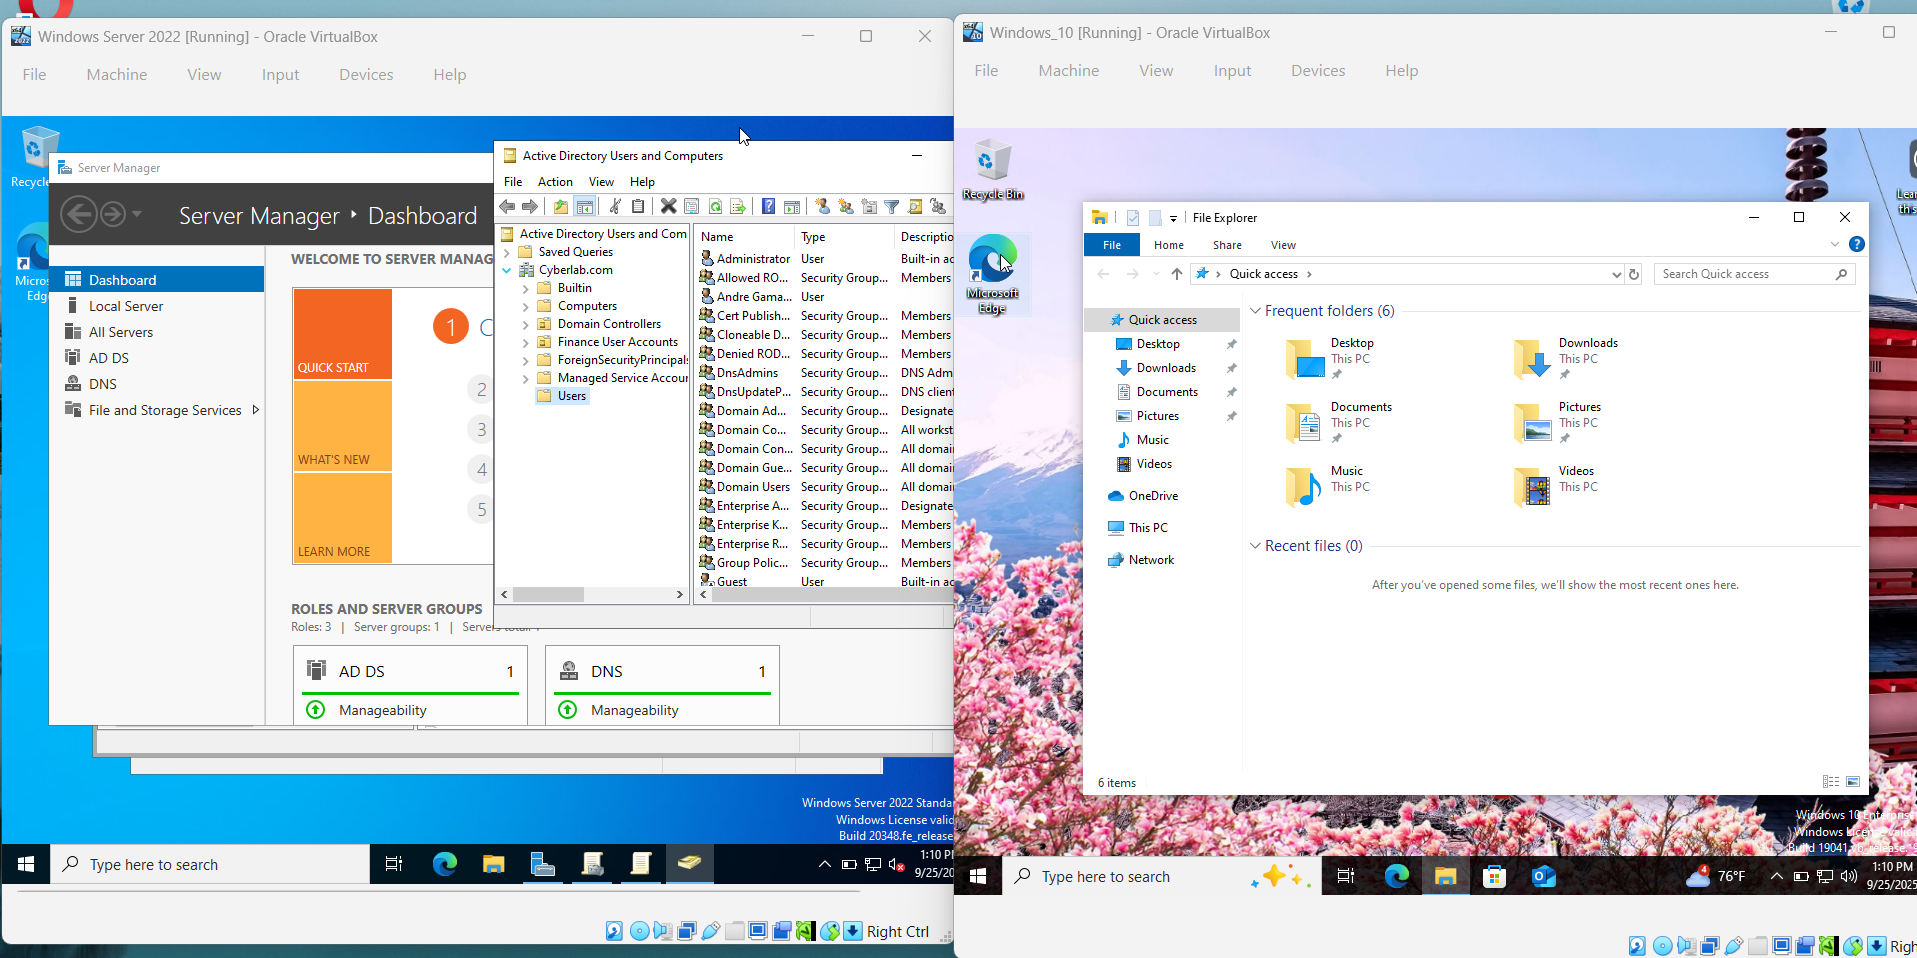 Windows Server 2022 [Running] - Oracle VirtualBox
File Machine View Input Devices Help
Server Manager
Server Manager Dashboard
Dashboard
Local Server
All Servers
AD DS
DNS
File and Storage Services
WELCOME TO SERVER MANAG
QUICK START
WHAT'S NEW
LEARN MORE
1
2
3
4
5
ROLES AND SERVER GROUPS
Roles: 3 | Server groups: 1 | Servers total: 1
AD DS 1
Manageability
DNS 1
Manageability
Active Directory Users and Computers
File Action View Help
Active Directory Users and Com
Saved Queries
Cyberlab.com
Builtin
Computers
Domain Controllers
Finance User Accounts
ForeignSecurityPrincipals
Managed Service Accour
Users
Name Type Descriptio
Administrator User Built-in ac
Allowed RO... Security Group... Members
Andre Gama... User
Cert Publish... Security Group... Members
Cloneable D... Security Group... Members
Denied ROD... Security Group... Members
DnsAdmins Security Group... DNS Adm
DnsUpdateP... Security Group... DNS clien
Domain Ad... Security Group... Designate
Domain Co... Security Group... All workst
Domain Con... Security Group... All domai
Domain Gue... Security Group... All domai
Domain Users Security Group... All domai
Enterprise A... Security Group... Designate
Enterprise K... Security Group... Members
Enterprise R... Security Group... Members
Group Polic... Security Group... Members
Guest User Built-in ac
Windows Server 2022 Standa
Windows License valid
Build 20348.fe_release
Type here to search
1:10 PM
9/25/20
Right Ctrl
Windows_10 [Running] - Oracle VirtualBox
File Machine View Input Devices Help
Recycle Bin
Microsoft
Edge
File Explorer
File Home Share View
Quick access
Search Quick access
Quick access
Desktop
Downloads
Documents
Pictures
Music
Videos
OneDrive
This PC
Network
Frequent folders (6)
Desktop
This PC
Downloads
This PC
Documents
This PC
Pictures
This PC
Music
This PC
Videos
This PC
Recent files (0)
After you've opened some files, we'll show the most recent ones here.
6 items
Windows 10 Enterprise
Windows License valid
Type here to search
4
76°F
1:10 PM
9/25/2025